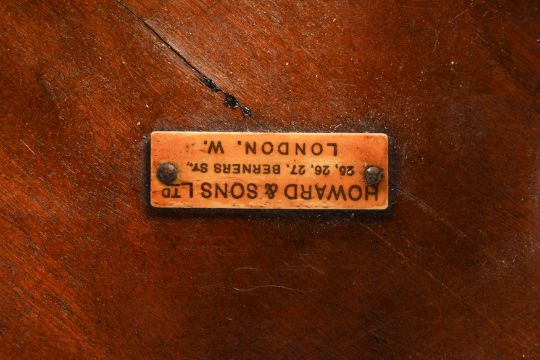 HOWARD & SONS LTD
25, 26, 27, BERNERS ST.,
LONDON. W.